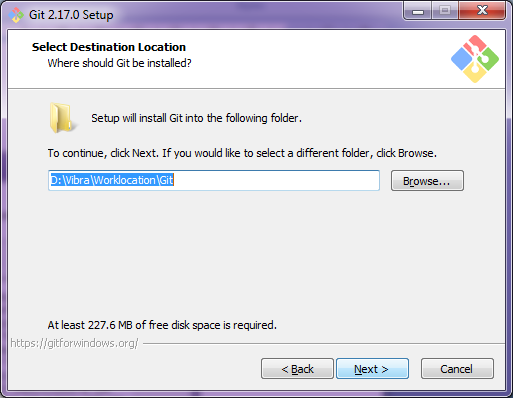 Git 2.17.0 Setup
Select Destination Location
Where should Git be installed?
Setup will install Git into the following folder.
To continue, click Next. If you would like to select a different folder, click Browse.
D:\Vibra\Worklocation\Git
Browse...
At least 227.6 MB of free disk space is required.
https://gitforwindows.org/
< Back
Next >
Cancel